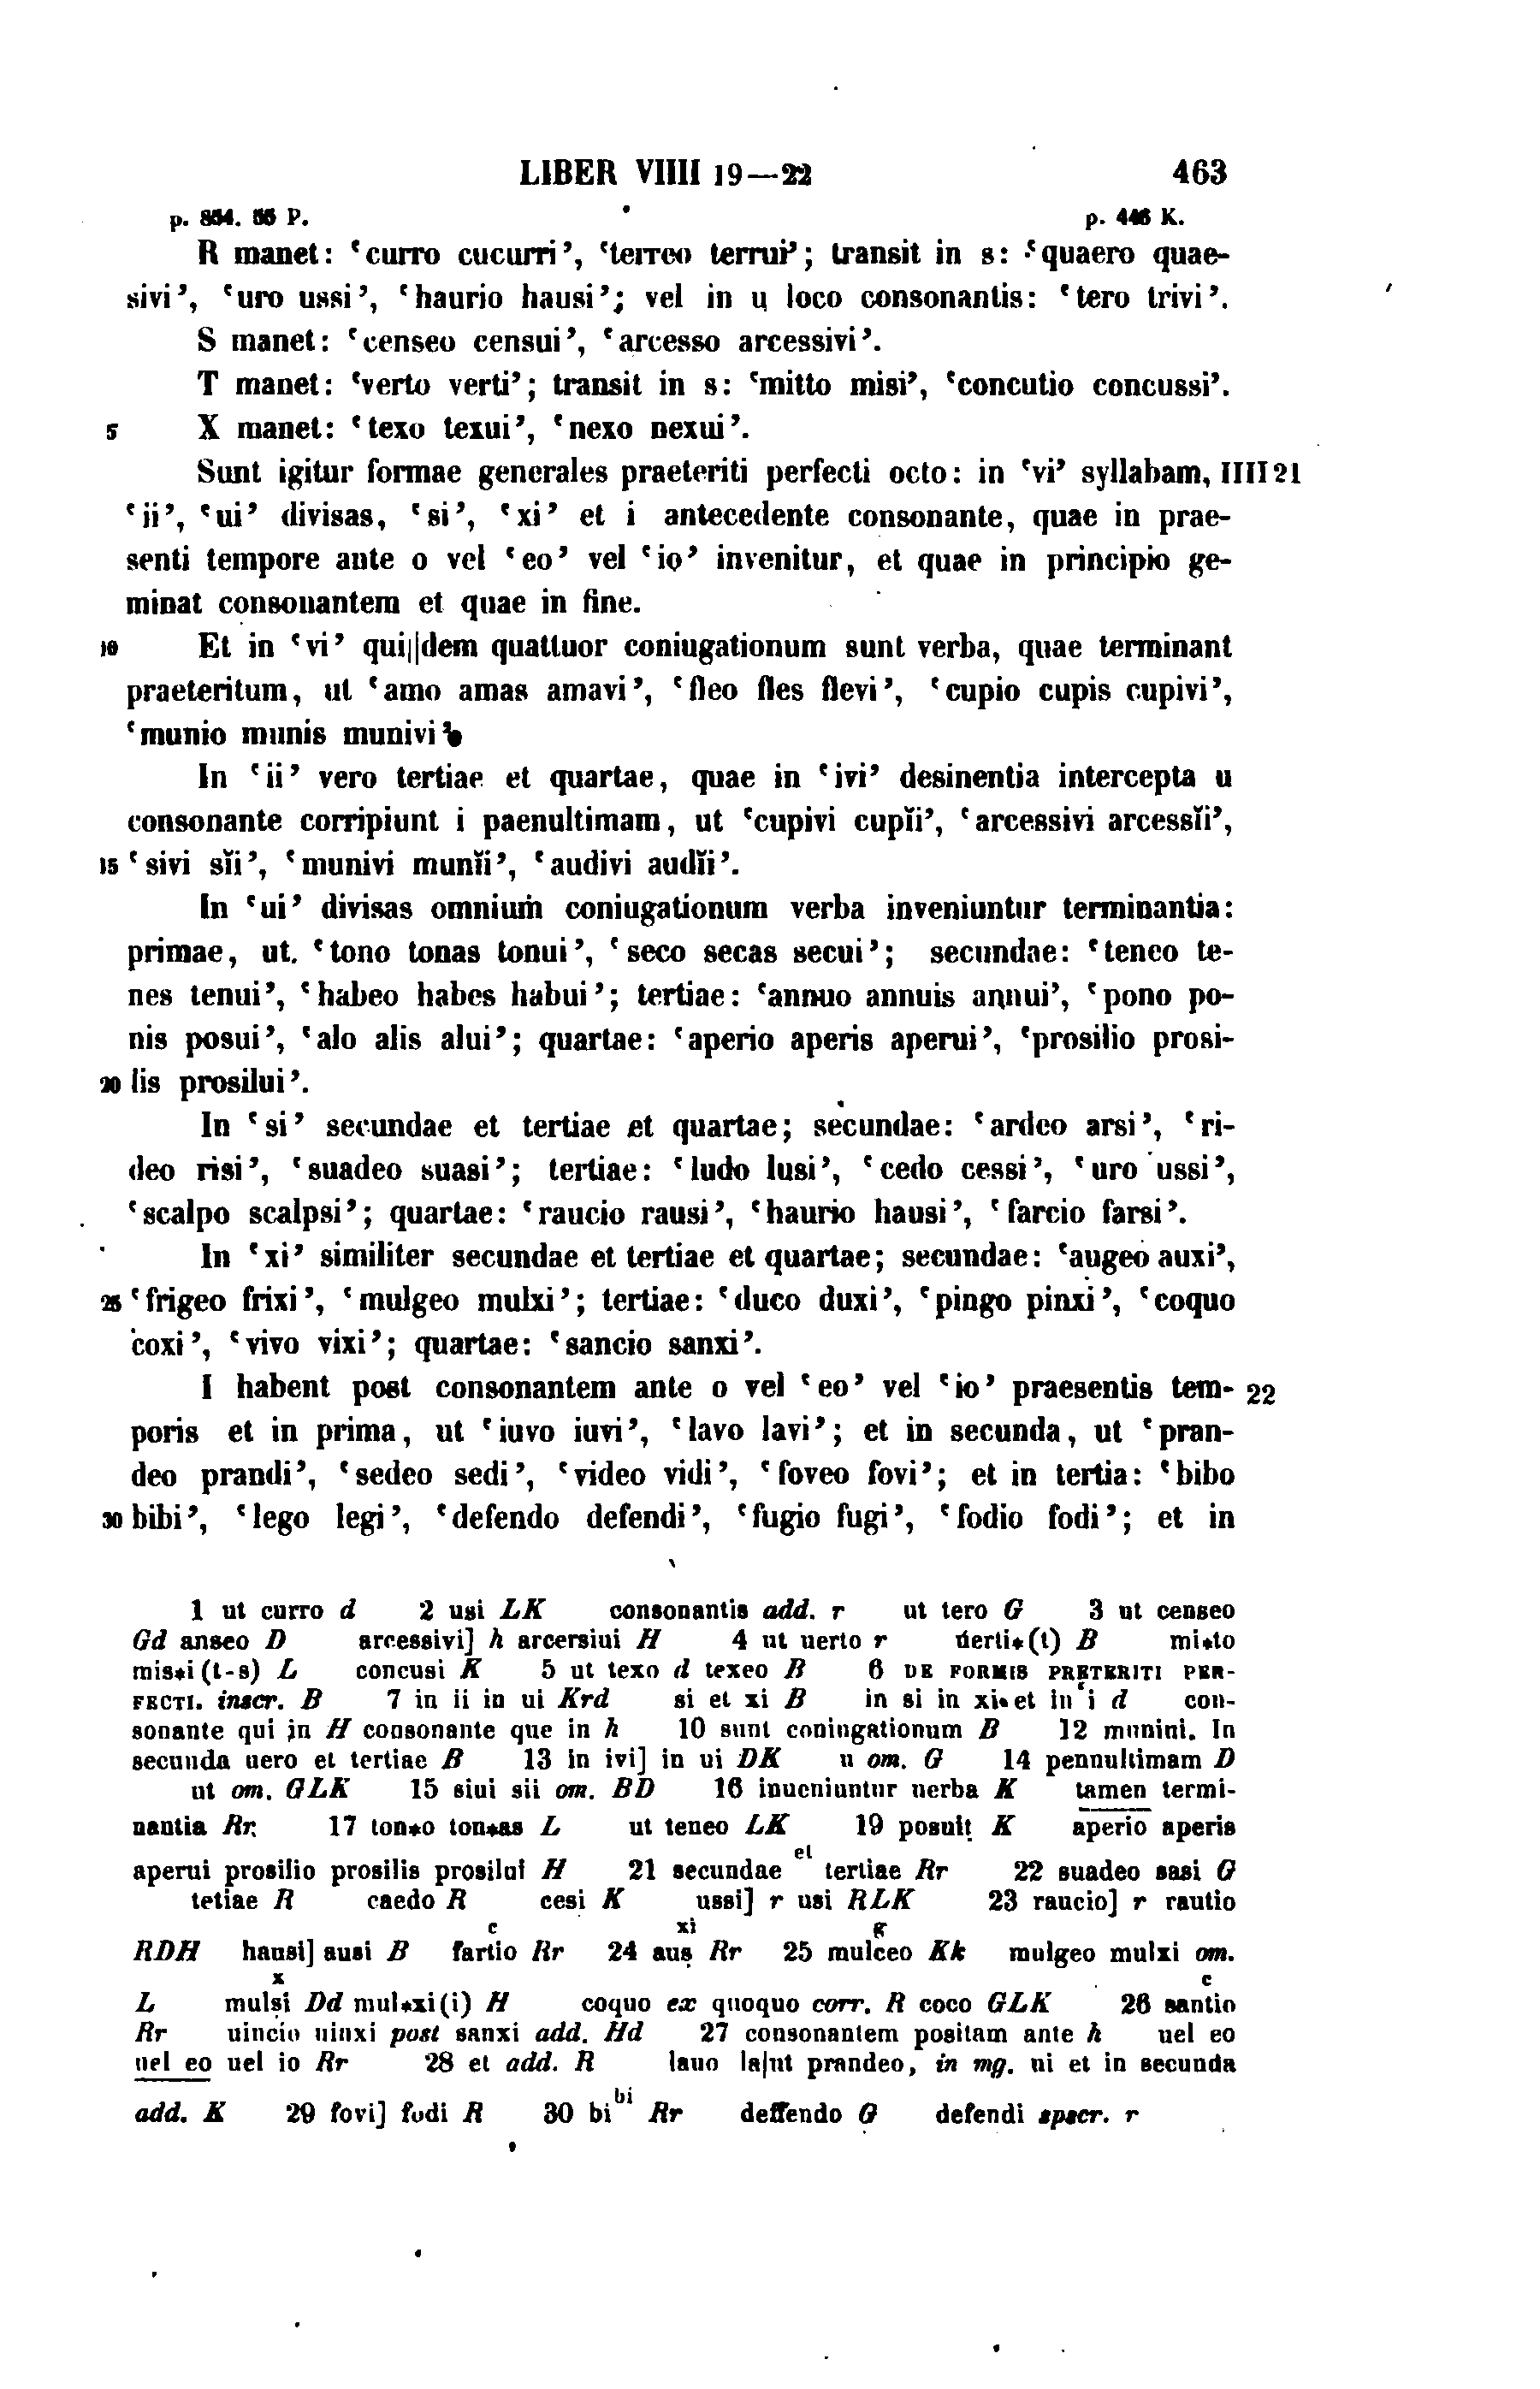 LIBER VIIII 19—22 463
p. 854. 55 P. p. 446 K.
R manet: ‘curro cucurri’, ‘terreo terrui’; transit in s: ‘quaero quae-
sivi’, ‘uro ussi’, ‘haurio hausi’; vel in u loco consonantis: ‘tero trivi’.
S manet: ‘censeo censui’, ‘arcesso arcessivi’.
T manet: ‘verto verti’; transit in s: ‘mitto misi’, ‘concutio concussi’.
5 X manet: ‘texo texui’, ‘nexo nexui’.
Sunt igitur formae generales praeteriti perfecti octo: in ‘vi’ syllabam, IIII 21
‘ii’, ‘ui’ divisas, ‘si’, ‘xi’ et i antecedente consonante, quae in prae-
senti tempore ante o vel ‘eo’ vel ‘io’ invenitur, et quae in principio ge-
minat consonantem et quae in fine.
10 Et in ‘vi’ qui||dem quattuor coniugationum sunt verba, quae terminant
praeteritum, ut ‘amo amas amavi’, ‘fleo fles flevi’, ‘cupio cupis cupivi’,
‘munio munis munivi’.
In ‘ii’ vero tertiae et quartae, quae in ‘ivi’ desinentia intercepta u
consonante corripiunt i paenultimam, ut ‘cupivi cupĭi’, ‘arcessivi arcessĭi’,
15 ‘sivi sĭi’, ‘munivi munĭi’, ‘audivi audĭi’.
In ‘ui’ divisas omnium coniugationum verba inveniuntur terminantia:
primae, ut ‘tono tonas tonui’, ‘seco secas secui’; secundae: ‘teneo te-
nes tenui’, ‘habeo habes habui’; tertiae: ‘annuo annuis annui’, ‘pono po-
nis posui’, ‘alo alis alui’; quartae: ‘aperio aperis aperui’, ‘prosilio prosi-
20 lis prosilui’.
In ‘si’ secundae et tertiae et quartae; secundae: ‘ardeo arsi’, ‘ri-
deo risi’, ‘suadeo suasi’; tertiae: ‘ludo lusi’, ‘cedo cessi’, ‘uro ussi’,
‘scalpo scalpsi’; quartae: ‘raucio rausi’, ‘haurio hausi’, ‘farcio farsi’.
In ‘xi’ similiter secundae et tertiae et quartae; secundae: ‘augeo auxi’,
25 ‘frigeo frixi’, ‘mulgeo mulxi’; tertiae: ‘duco duxi’, ‘pingo pinxi’, ‘coquo
coxi’, ‘vivo vixi’; quartae: ‘sancio sanxi’.
I habent post consonantem ante o vel ‘eo’ vel ‘io’ praesentis tem- 22
poris et in prima, ut ‘iuvo iuvi’, ‘lavo lavi’; et in secunda, ut ‘pran-
deo prandi’, ‘sedeo sedi’, ‘video vidi’, ‘foveo fovi’; et in tertia: ‘bibo
30 bibi’, ‘lego legi’, ‘defendo defendi’, ‘fugio fugi’, ‘fodio fodi’; et in
1 ut curro d 2 usi LK consonantis add. r ut tero G 3 ut censeo
Gd anseo D arcessivi] h arcersiui H 4 ut uerto r uerti*(t) B mi*to
mis*i (t-s) L concusi K 5 ut texo d texeo B 6 DE FORMIS PRETERITI PER-
FECTI. inscr. B 7 in ii in ui Krd si et xi B in si in xi*et in i d con-
sonante qui in H consonante que in h 10 sunt coniugationum B 12 munini. In
secunda uero et tertiae B 13 in ivi] in ui DK u om. G 14 pennultimam D
ut om. GLK 15 siui sii om. BD 16 inueniuntur uerba K tamen termi-
nantia Rr. 17 ton*o ton*as L ut teneo LK 19 posuit K aperio aperis
aperui prosilio prosilis prosilui H 21 secundae et tertiae Rr 22 suadeo sasi G
tetiae R caedo R cesi K ussi] r usi RLK 23 raucio] r rautio
RDH hausi] ausi B fartio c Rr 24 aus xi Rr 25 mulceo g Kk mulgeo mulxi om.
L mulsi x Dd mul*xi(i) H coquo ex quoquo corr. R coco GLK 26 santio c
Rr uincio uinxi post sanxi add. Hd 27 consonantem positam ante h uel eo
uel eo uel io Rr 28 et add. R lauo la|ut prandeo, in mg. ui et in secunda
add. K 29 fovi] fodi R 30 bi bi Rr deffendo G defendi spscr. r